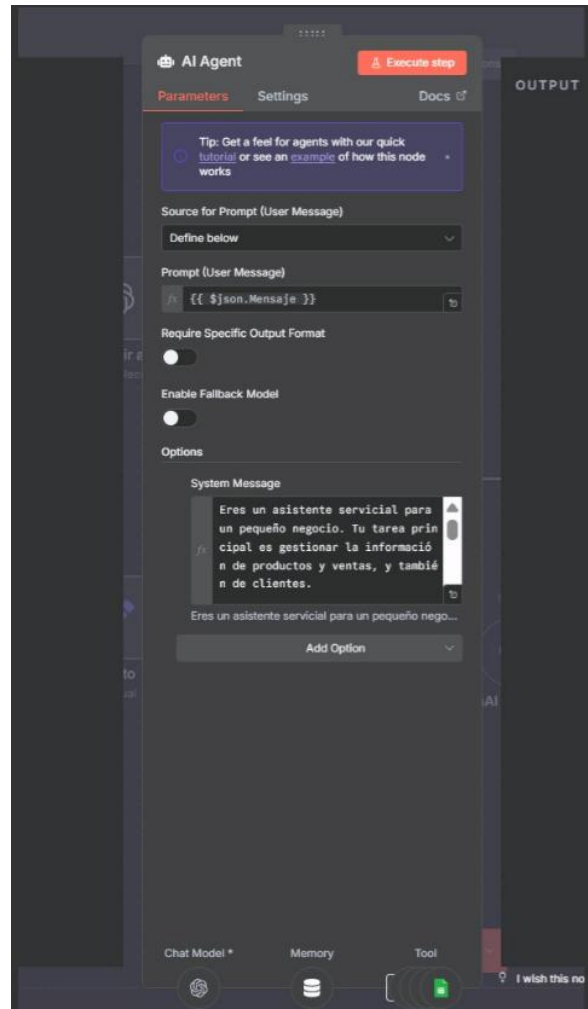 AI Agent
Execute step
OUTPUT
Parameters
Settings
Docs
Tip: Get a feel for agents with our quick
tutorial or see an example of how this node
works
Source for Prompt (User Message)
Define below
Prompt (User Message)
fx {{ $json.Mensaje }}
Require Specific Output Format
Enable Fallback Model
Options
System Message
Eres un asistente servicial para
un pequeño negocio. Tu tarea prin
cipal es gestionar la informació
fx
n de productos y ventas, y tambié
n de clientes.
Eres un asistente servicial para un pequeño nego...
Add Option
to
AI
Chat Model *
Memory
Tool
I wish this no